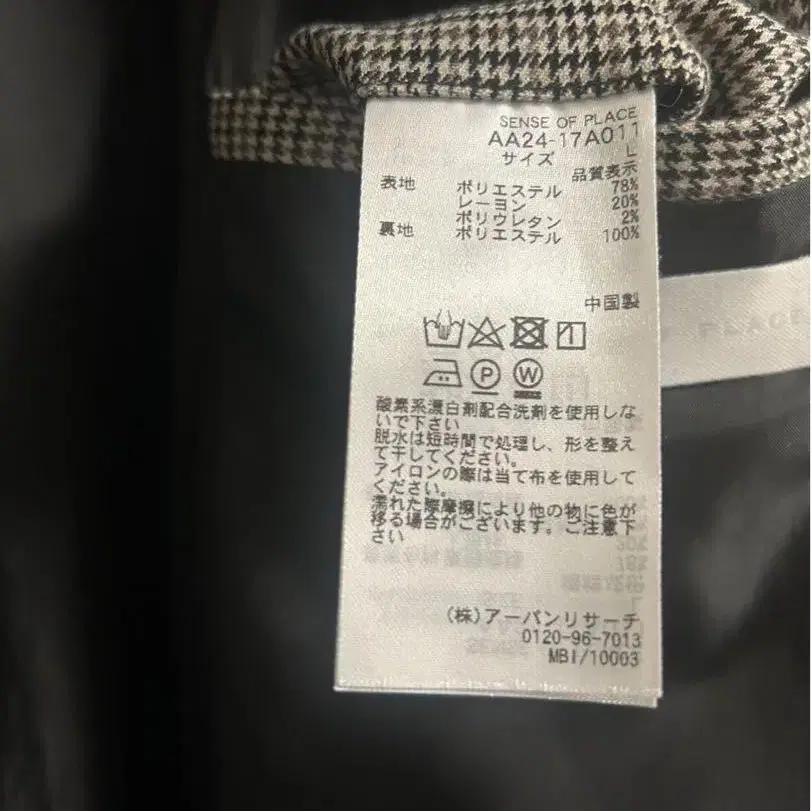 SENSE OF PLACE
AA24-17A011
サイズ L
品質表示
表地 ポリエステル 78%
レーヨン 20%
ポリウレタン 2%
裏地 ポリエステル 100%
中国製
P W
酸素系漂白剤配合洗剤を使用しな
いで下さい
脱水は短時間で処理し、形を整え
て干してください。
アイロンの際は当て布を使用して
ください。
濡れた際摩擦により他の物に色が
移る場合がございます。ご注意下
さい
(株)アーバンリサーチ
0120-96-7013
MBI/10003